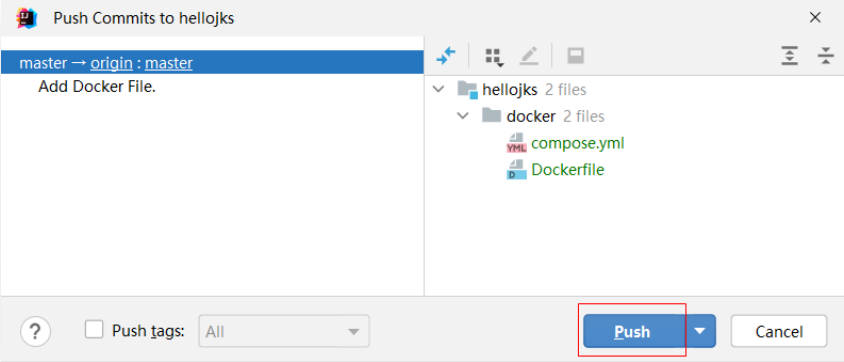 Push Commits to hellojks
master → origin : master
Add Docker File.
hellojks 2 files
docker 2 files
YML compose.yml
D Dockerfile
? Push tags: All Push Cancel